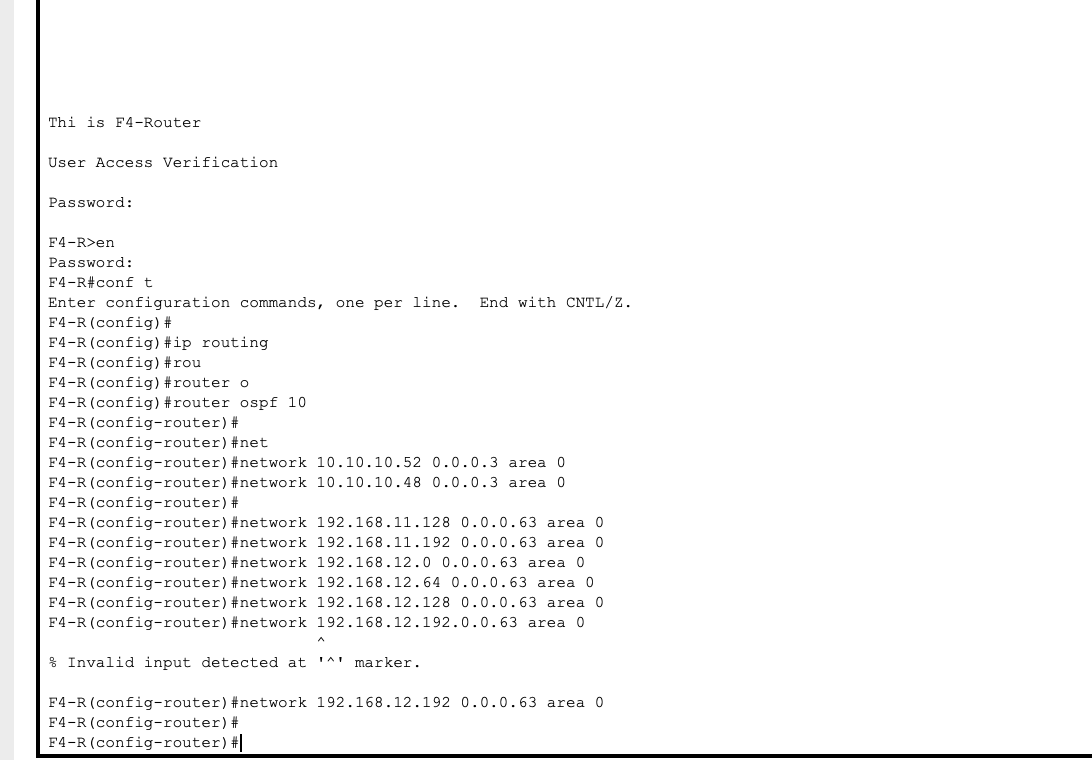 Thi is F4-Router
User Access Verification
Password:
F4-R>en
Password:
F4-R#conf t
Enter configuration commands, one per line.  End with CNTL/Z.
F4-R(config)#
F4-R(config)#ip routing
F4-R(config)#rou
F4-R(config)#router o
F4-R(config)#router ospf 10
F4-R(config-router)#
F4-R(config-router)#net
F4-R(config-router)#network 10.10.10.52 0.0.0.3 area 0
F4-R(config-router)#network 10.10.10.48 0.0.0.3 area 0
F4-R(config-router)#
F4-R(config-router)#network 192.168.11.128 0.0.0.63 area 0
F4-R(config-router)#network 192.168.11.192 0.0.0.63 area 0
F4-R(config-router)#network 192.168.12.0 0.0.0.63 area 0
F4-R(config-router)#network 192.168.12.64 0.0.0.63 area 0
F4-R(config-router)#network 192.168.12.128 0.0.0.63 area 0
F4-R(config-router)#network 192.168.12.192.0.0.63 area 0
                            ^
% Invalid input detected at '^' marker.
F4-R(config-router)#network 192.168.12.192 0.0.0.63 area 0
F4-R(config-router)#
F4-R(config-router)#